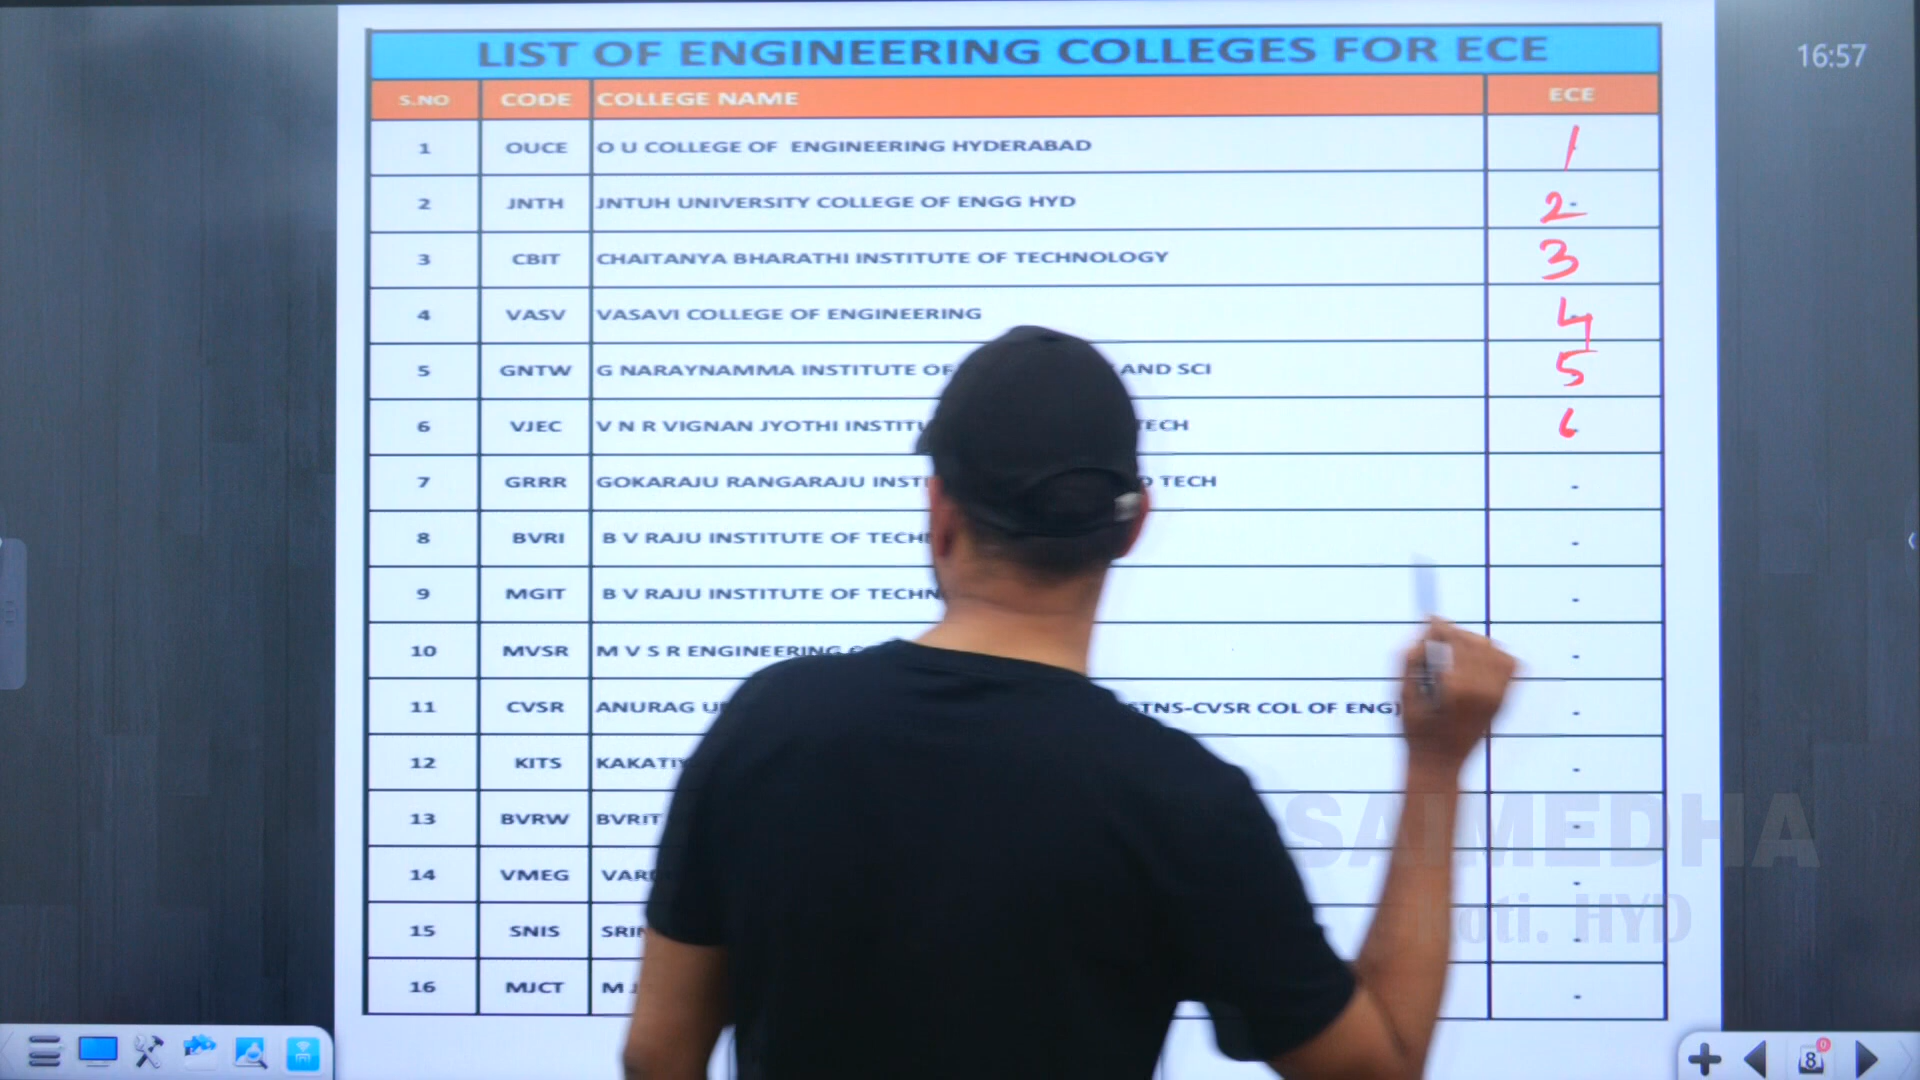 LIST OF ENGINEERING COLLEGES FOR ECE
16:57
S.NO CODE COLLEGE NAME ECE
1 OUCE O U COLLEGE OF ENGINEERING HYDERABAD 1
2 JNTH JNTUH UNIVERSITY COLLEGE OF ENGG HYD 2
3 CBIT CHAITANYA BHARATHI INSTITUTE OF TECHNOLOGY 3
4 VASV VASAVI COLLEGE OF ENGINEERING 4
5 GNTW G NARAYNAMMA INSTITUTE OF AND SCI 5
6 VJEC V N R VIGNAN JYOTHI TECH 6
7 GRRR GOKARAJU RANGARAJU TECH -
8 BVRI B V RAJU INSTITUTE OF -
9 MGIT B V RAJU INSTITUTE OF -
10 MVSR M V S R ENGINEERING -
11 CVSR ANURAG STNS-CVSR COL OF ENG) -
12 KITS -
13 BVRW BVRIT -
14 VMEG -
15 SNIS -
16 MJCT M -
SAIMEDHA
Koti. HYD
8
0